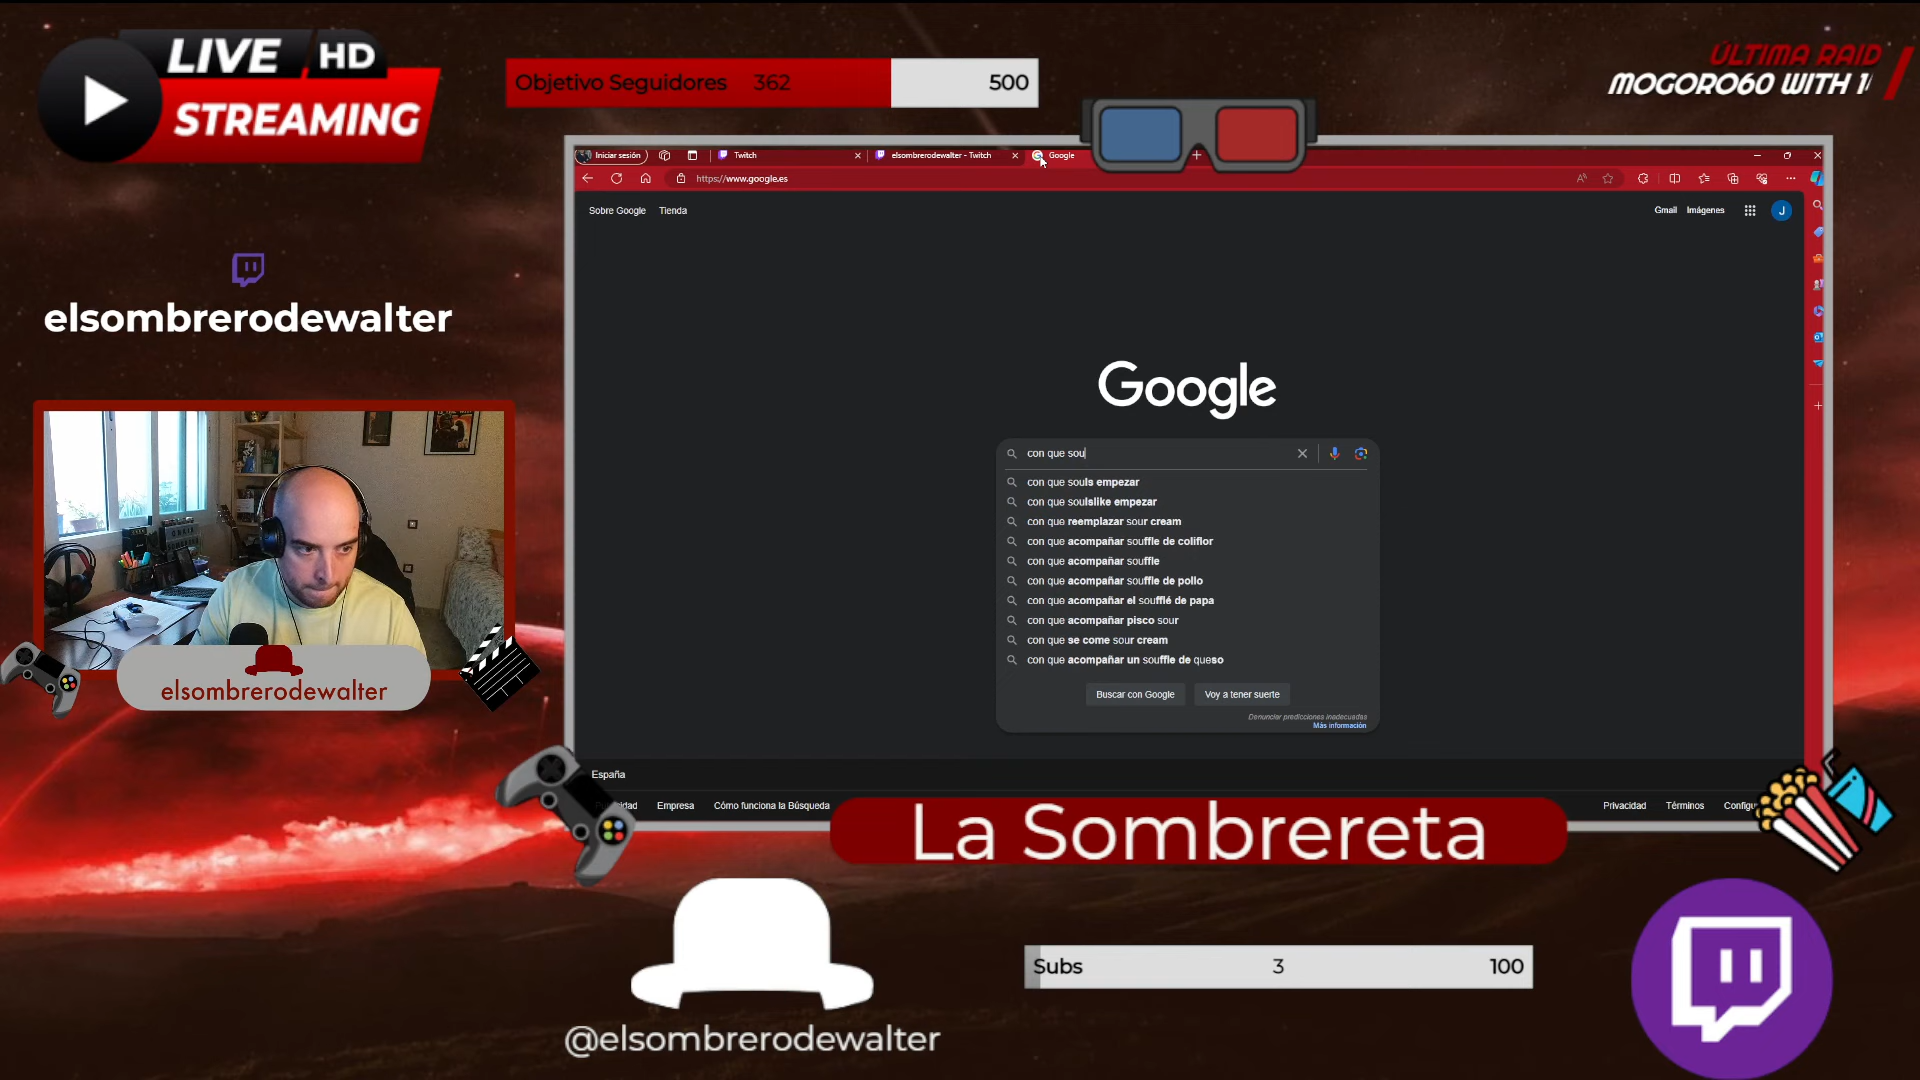 LIVE HD
STREAMING
Objetivo Seguidores 362 500
ÚLTIMA RAID
MOGORO60 WITH
elsombrerodewalter
Iniciar sesión
Twitch
elsombrerodewalter - Twitch
Google
https://www.google.es
Sobre Google Tienda
Gmail Imágenes
J
Google
con que sou
con que souls empezar
con que soulslike empezar
con que reemplazar sour cream
con que acompañar souffle de coliflor
con que acompañar souffle
con que acompañar souffle de pollo
con que acompañar el soufflé de papa
con que acompañar pisco sour
con que se come sour cream
con que acompañar un souffle de queso
Buscar con Google Voy a tener suerte
Denunciar predicciones inadecuadas
Más información
España
Empresa Cómo funciona la Búsqueda
Privacidad Términos
elsombrerodewalter
La Sombrereta
Subs 3 100
@elsombrerodewalter